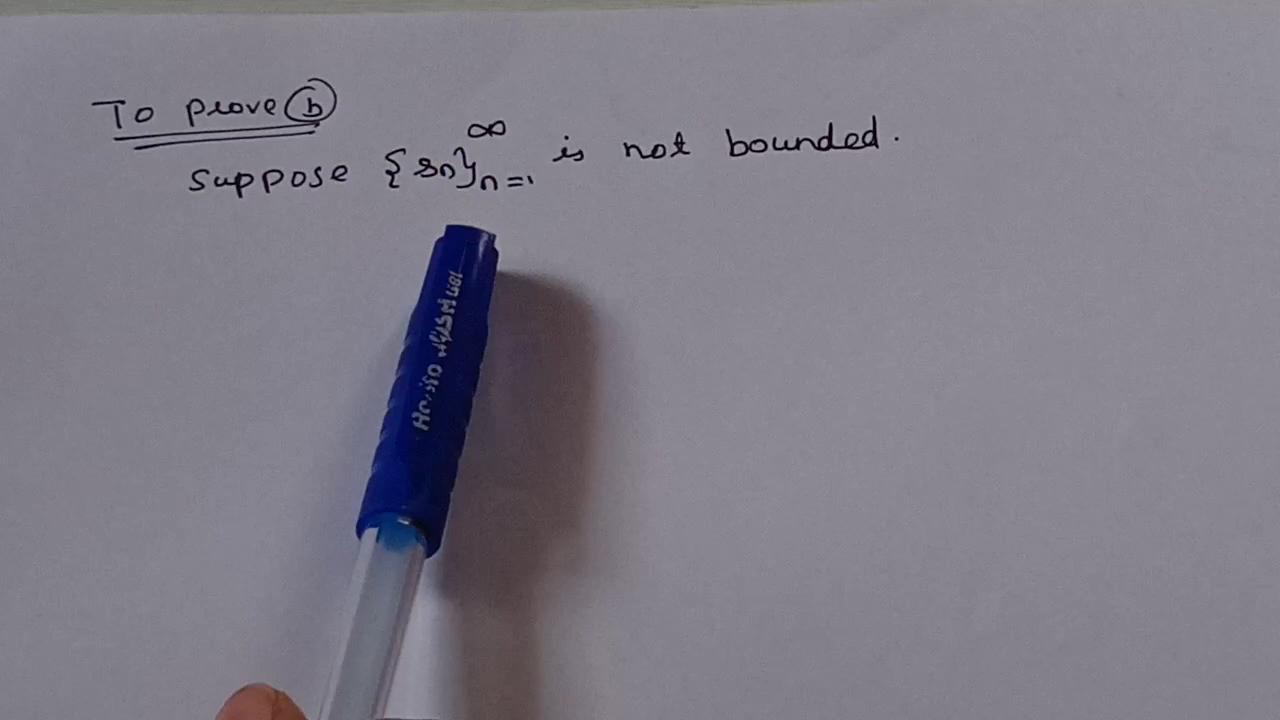 To prove (b)
suppose {sn}∞n=1 is not bounded.